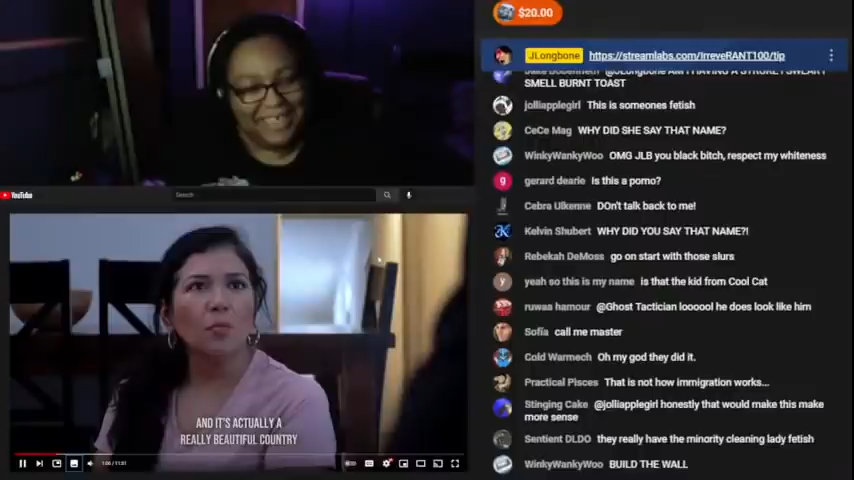 $20.00
JLongbone https://streamlabs.com/IrreveRANT100/tip
SMELL BURNT TOAST
jolliapplegirl This is someones fetish
CeCe Mag WHY DID SHE SAY THAT NAME?
WinkyWankyWoo OMG JLB you black bitch, respect my whiteness
gerard dearie Is this a porno?
Cebra Ulkenne DOn't talk back to me!
Kelvin Shubert WHY DID YOU SAY THAT NAME?!
Rebekah DeMoss go on start with those slurs
yeah so this is my name is that the kid from Cool Cat
ruwaa hamour @Ghost Tactician loooool he does look like him
Sofía call me master
Cold Warmech Oh my god they did it.
Practical Pisces That is not how immigration works...
Stinging Cake @jolliapplegirl honestly that would make this make
more sense
Sentient DLDO they really have the minority cleaning lady fetish
WinkyWankyWoo BUILD THE WALL
YouTube
Search
AND IT'S ACTUALLY A
REALLY BEAUTIFUL COUNTRY